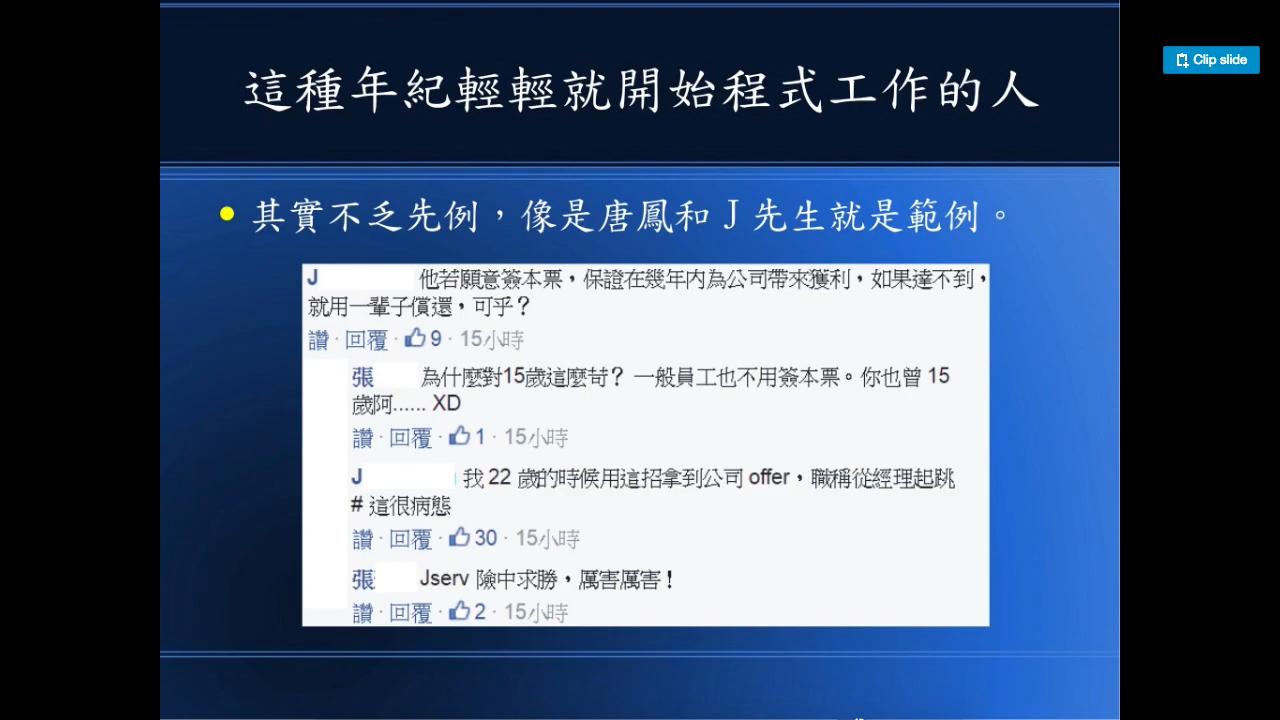 Clip slide
這種年紀輕輕就開始程式工作的人
其實不乏先例，像是唐鳳和 J 先生就是範例。
J 他若願意簽本票，保證在幾年內為公司帶來獲利，如果達不到，
就用一輩子償還，可乎？
讚 · 回覆 · 9 · 15小時
張 為什麼對15歲這麼苛？ 一般員工也不用簽本票。你也曾 15
歲阿...... XD
讚 · 回覆 · 1 · 15小時
J 我 22 歲的時候用這招拿到公司 offer，職稱從經理起跳
# 這很病態
讚 · 回覆 · 30 · 15小時
張 Jserv 險中求勝，厲害厲害！
讚 · 回覆 · 2 · 15小時